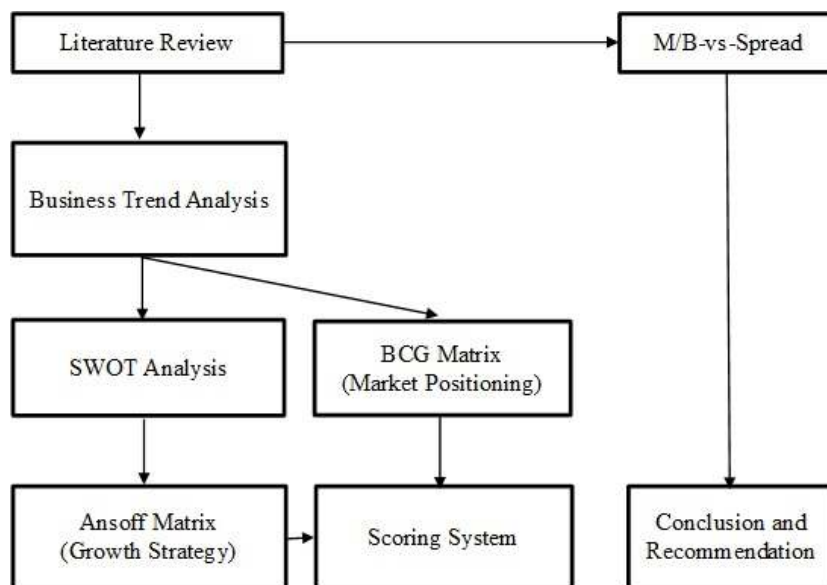 Literature Review
M/B-vs-Spread
Business Trend Analysis
SWOT Analysis
BCG Matrix
(Market Positioning)
Ansoff Matrix
(Growth Strategy)
Scoring System
Conclusion and
Recommendation